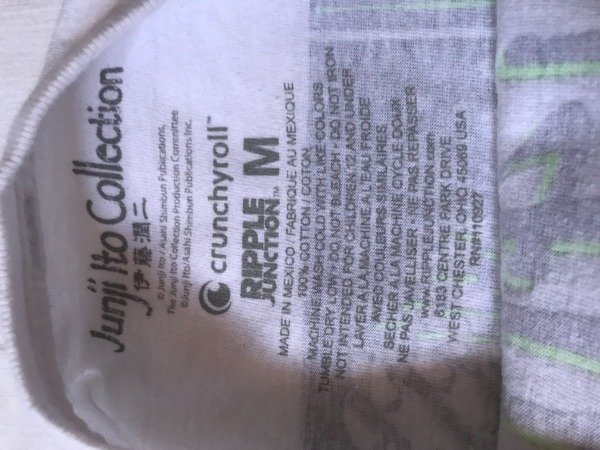 Junji Ito Collection
伊藤潤二
© Junji Ito / Asahi Shimbun Publications,
The Junji Ito Collection Production Committee
©Junji Ito/Asahi Shimbun Publications Inc.
crunchyroll™
RIPPLE
JUNCTION™ M
MADE IN MEXICO / FABRIQUE AU MEXIQUE
100% COTTON / COTON
MACHINE WASH COLD WITH LIKE COLORS
TUMBLE DRY LOW • DO NOT BLEACH • DO NOT IRON
NOT INTENDED FOR CHILDREN 12 AND UNDER
LAVER A LA MACHINE A L'EAU FROIDE
AVEC COULEURS SIMILAIRES
SECHER A LA MACHINE CYCLE DOUX
NE PAS JAVELLISER • NE PAS REPASSER
www.RIPPLEJUNCTION.com
CENTRE PARK DRIVE
WEST CHESTER, OHIO 45069 USA